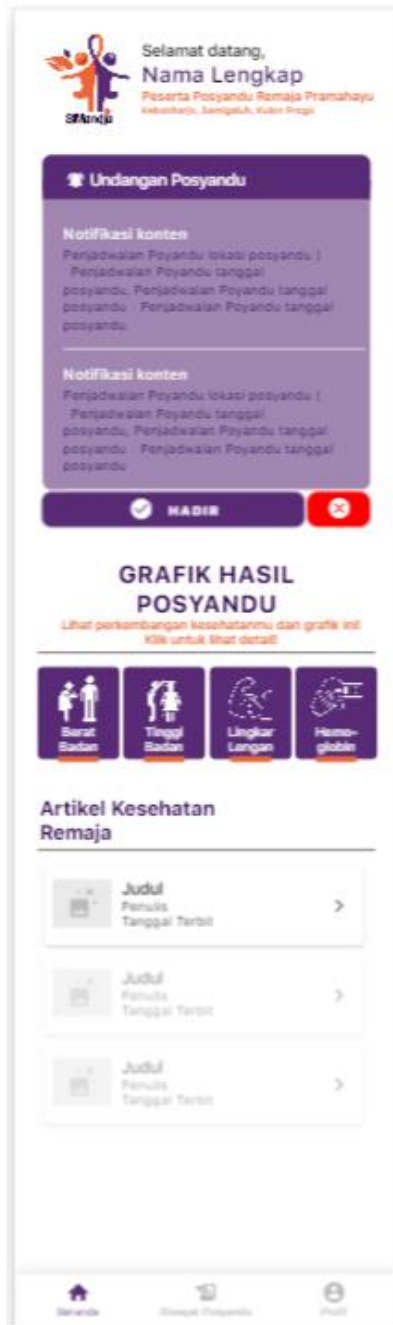 SIMandja
Selamat datang,
Nama Lengkap
Peserta Posyandu Remaja Pramahayu
Kebonharjo, Samigaluh, Kulon Progo
Undangan Posyandu
Notifikasi konten
Penjadwalan Poyandu lokasi posyandu |
Penjadwalan Poyandu tanggal
posyandu, Penjadwalan Poyandu tanggal
posyandu - Penjadwalan Poyandu tanggal
posyandu
Notifikasi konten
Penjadwalan Poyandu lokasi posyandu |
Penjadwalan Poyandu tanggal
posyandu, Penjadwalan Poyandu tanggal
posyandu - Penjadwalan Poyandu tanggal
posyandu
HADIR
GRAFIK HASIL
POSYANDU
Lihat perkembangan kesehatanmu dari grafik ini!
Klik untuk lihat detail!
Berat
Badan
Tinggi
Badan
Lingkar
Lengan
Hemo-
globin
Artikel Kesehatan
Remaja
Judul
Penulis
Tanggal Terbit
Judul
Penulis
Tanggal Terbit
Judul
Penulis
Tanggal Terbit
Beranda
Riwayat Posyandu
Profil